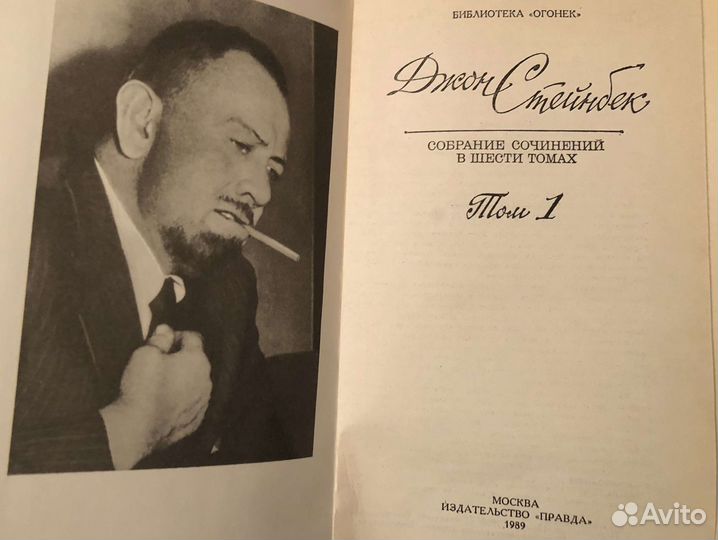 БИБЛИОТЕКА «ОГОНЕК»
Джон Стейнбек
СОБРАНИЕ СОЧИНЕНИЙ
В ШЕСТИ ТОМАХ
Том 1
МОСКВА
ИЗДАТЕЛЬСТВО «ПРАВДА»
1989
Avito